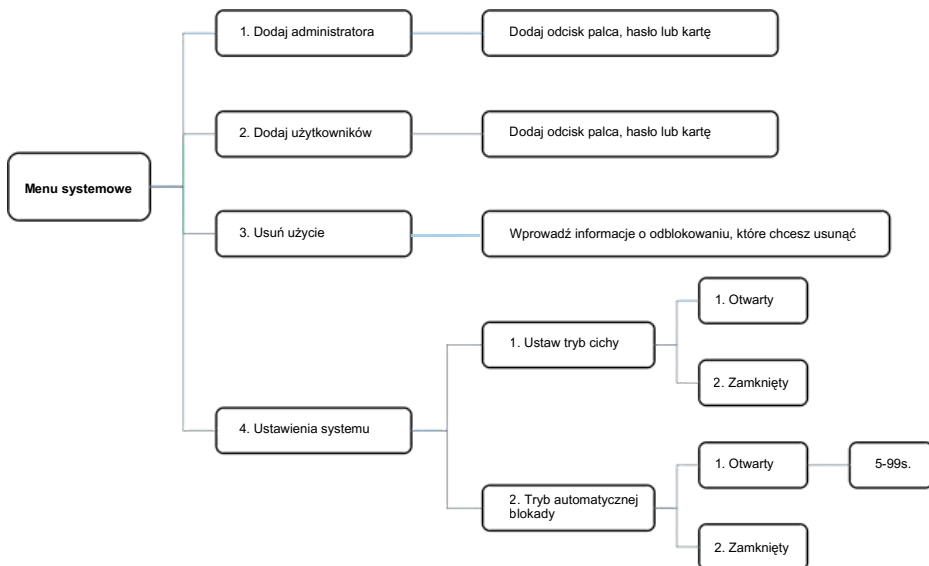 Menu systemowe
1. Dodaj administratora
Dodaj odcisk palca, hasło lub kartę
2. Dodaj użytkowników
Dodaj odcisk palca, hasło lub kartę
3. Usuń użycie
Wprowadź informacje o odblokowaniu, które chcesz usunąć
4. Ustawienia systemu
1. Ustaw tryb cichy
1. Otwarty
2. Zamknięty
2. Tryb automatycznej
blokady
1. Otwarty
5-99s.
2. Zamknięty